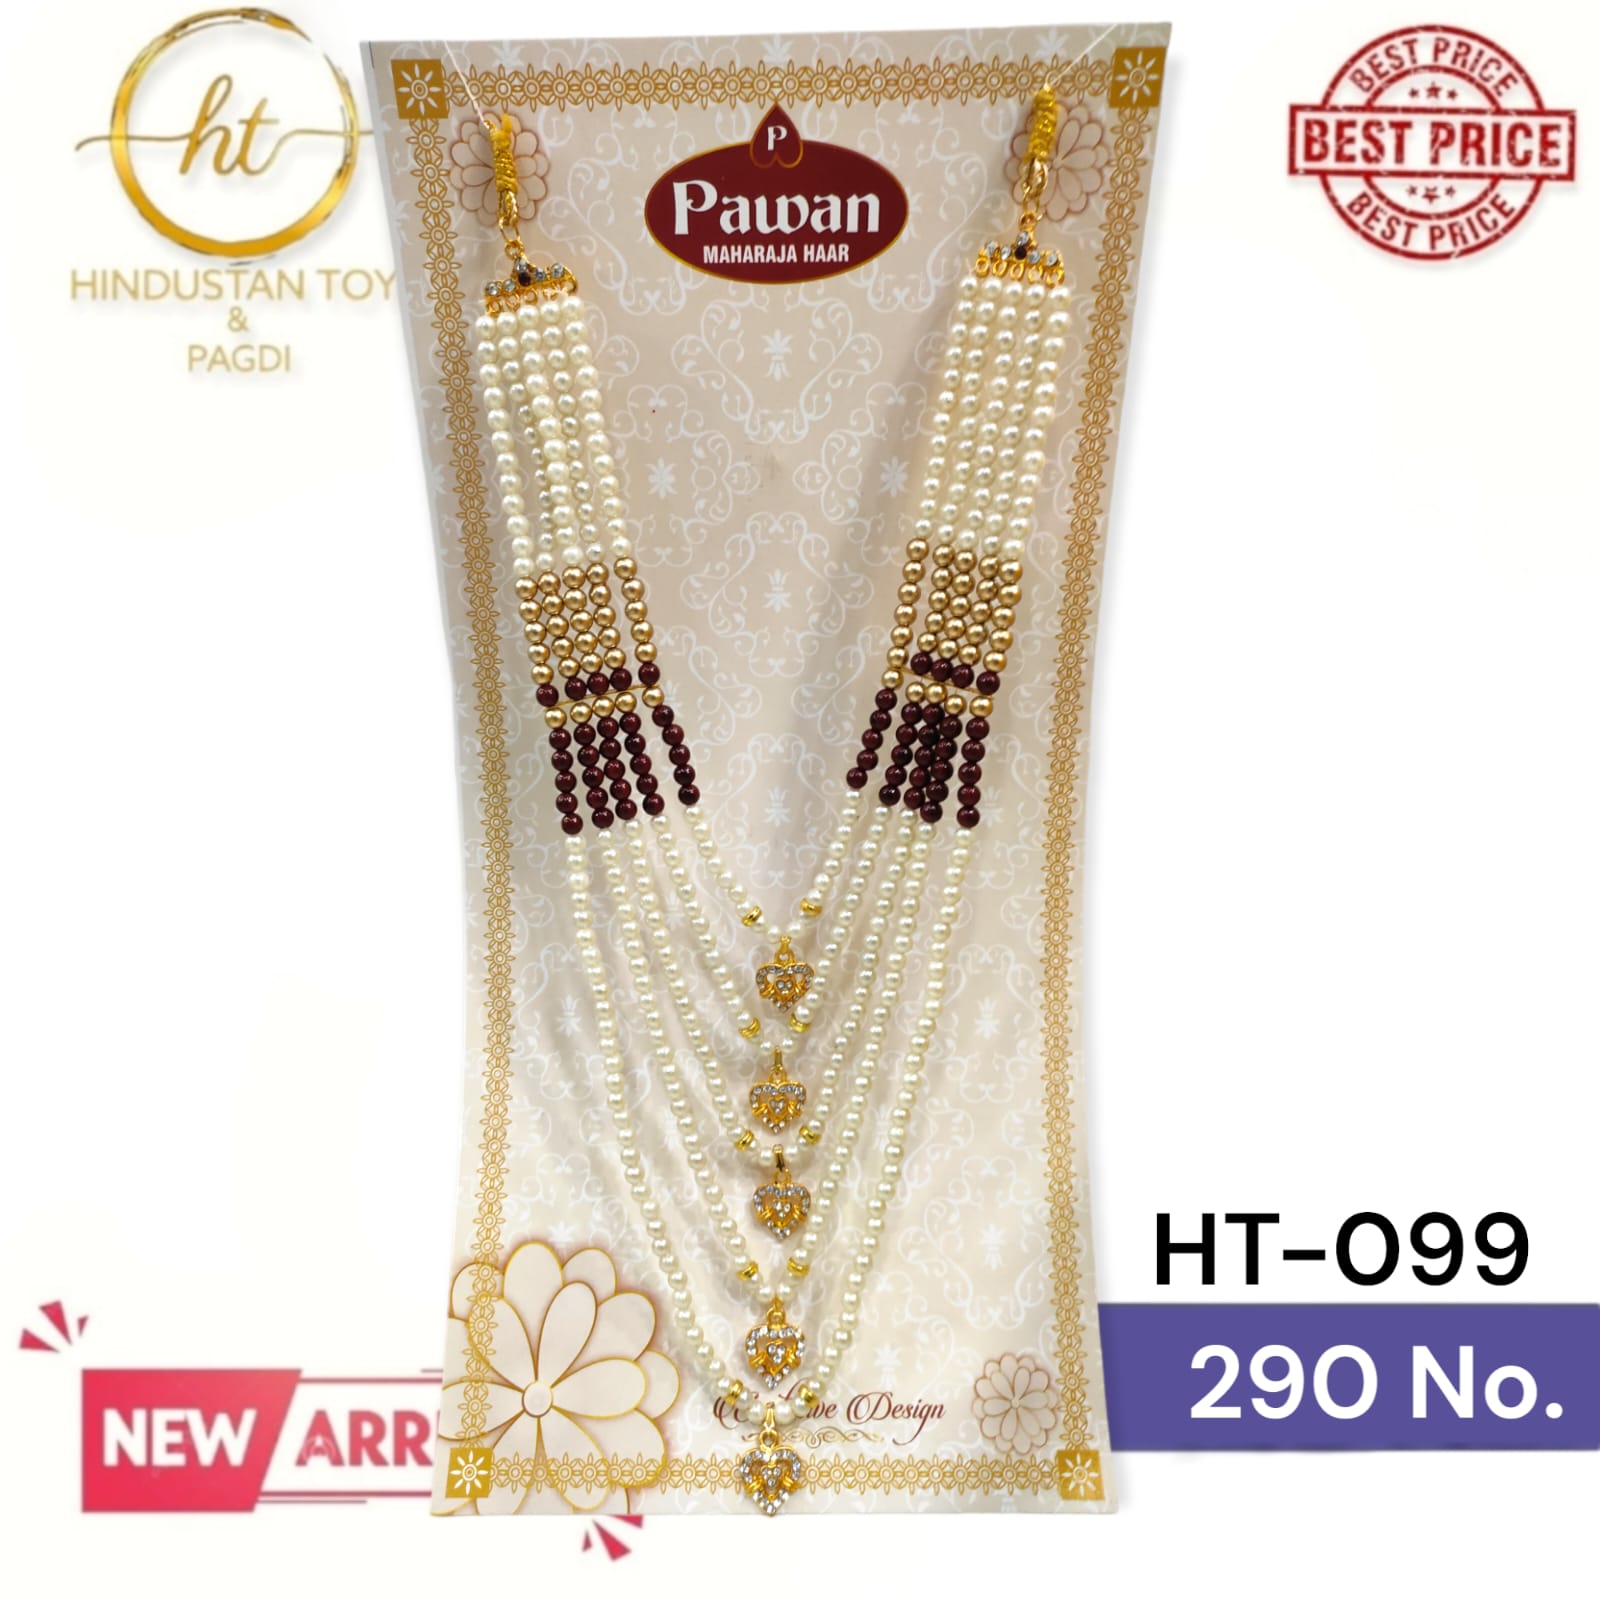 ht
HINDUSTAN TOY
&
PAGDI
P
Pawan
MAHARAJA HAAR
BEST PRICE
BEST PRICE
BEST PRICE
HT-099
290 No.
NEW ARR
Design